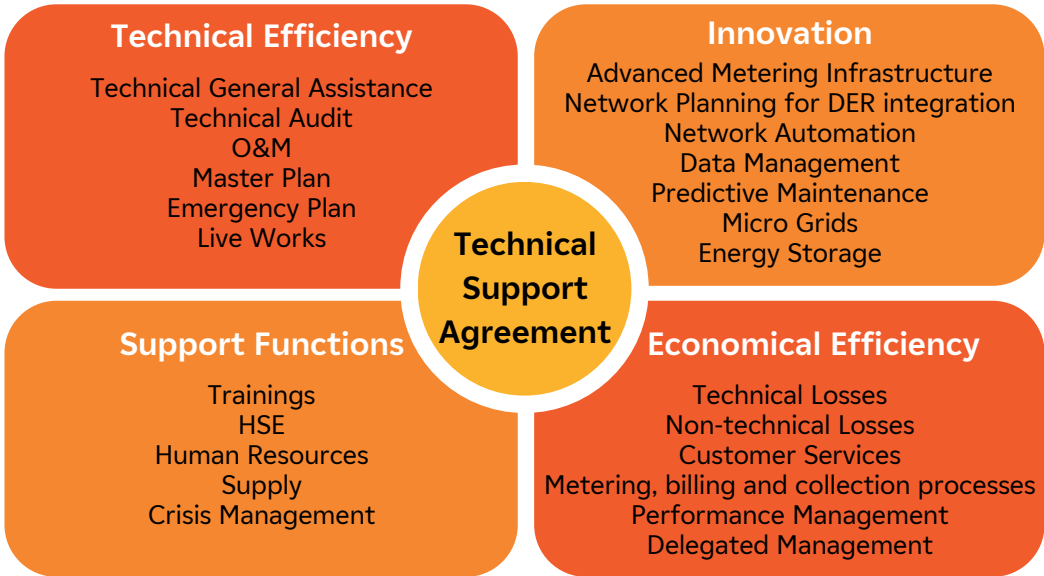 Technical Efficiency
Technical General Assistance
Technical Audit
O&M
Master Plan
Emergency Plan
Live Works
Innovation
Advanced Metering Infrastructure
Network Planning for DER integration
Network Automation
Data Management
Predictive Maintenance
Micro Grids
Energy Storage
Technical
Support
Agreement
Support Functions
Trainings
HSE
Human Resources
Supply
Crisis Management
Economical Efficiency
Technical Losses
Non-technical Losses
Customer Services
Metering, billing and collection processes
Performance Management
Delegated Management